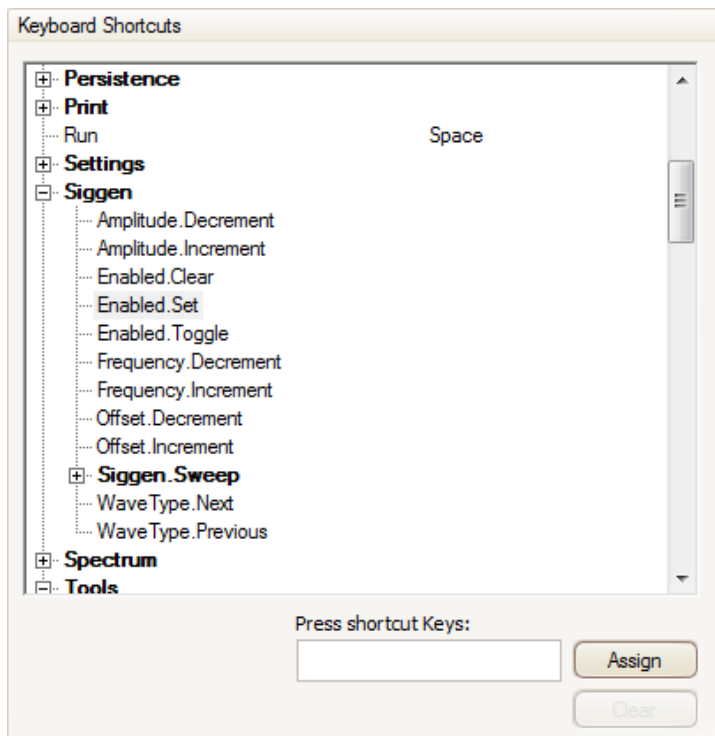 Keyboard Shortcuts
Persistence
Print
Run Space
Settings
Siggen
Amplitude.Decrement
Amplitude.Increment
Enabled.Clear
Enabled.Set
Enabled.Toggle
Frequency.Decrement
Frequency.Increment
Offset.Decrement
Offset.Increment
Siggen.Sweep
WaveType.Next
WaveType.Previous
Spectrum
Tools
Press shortcut Keys:
Assign
Clear